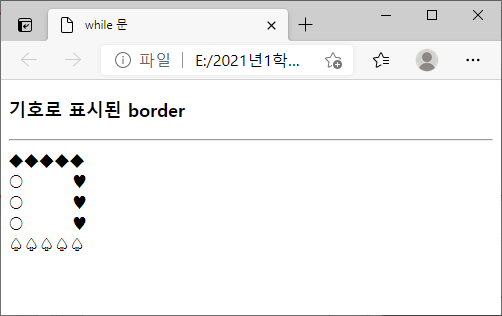 while 문
파일 E:/2021년1학...
기호로 표시된 border
◆◆◆◆◆
○ ♥
○ ♥
○ ♥
♤♤♤♤♤